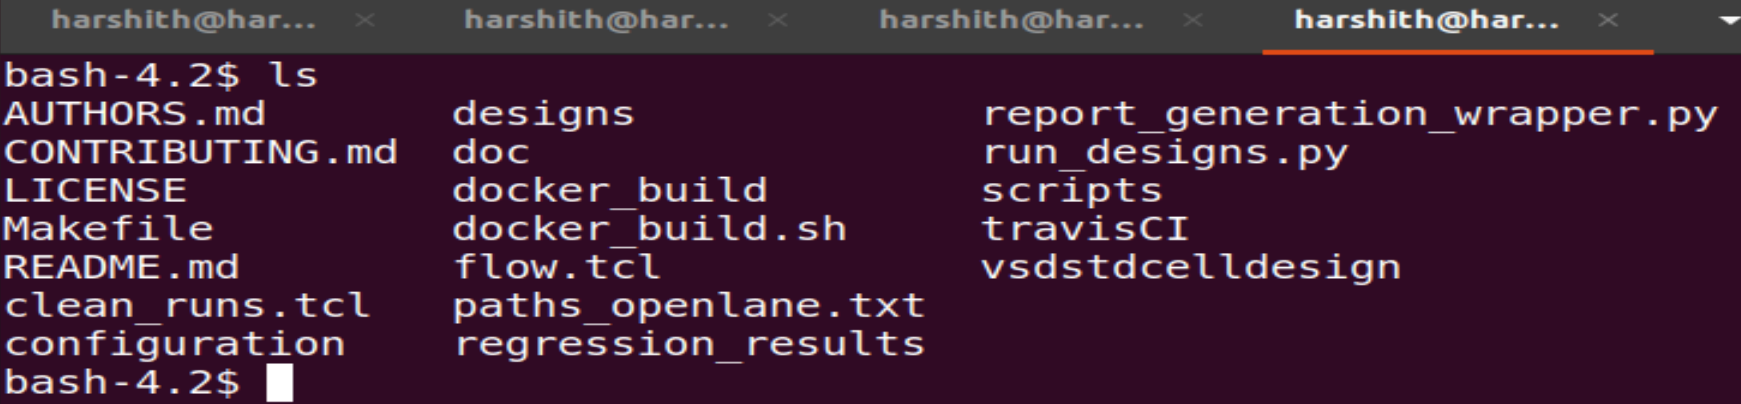 harshith@har... × harshith@har... × harshith@har... × harshith@har... ×
bash-4.2$ ls
AUTHORS.md designs report_generation_wrapper.py
CONTRIBUTING.md doc run_designs.py
LICENSE docker_build scripts
Makefile docker_build.sh travisCI
README.md flow.tcl vsdstdcelldesign
clean_runs.tcl paths_openlane.txt
configuration regression_results
bash-4.2$